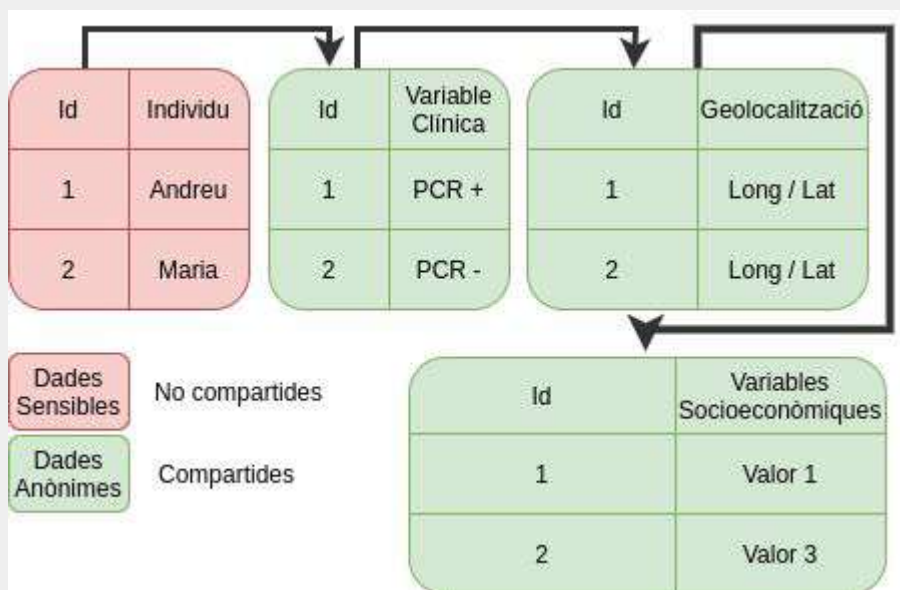 Id
Individu
1
Andreu
2
Maria
Id
Variable
Clínica
1
PCR +
2
PCR -
Id
Geolocalització
1
Long / Lat
2
Long / Lat
Dades
Sensibles
No compartides
Dades
Anònimes
Compartides
Id
Variables
Socioeconòmiques
1
Valor 1
2
Valor 3